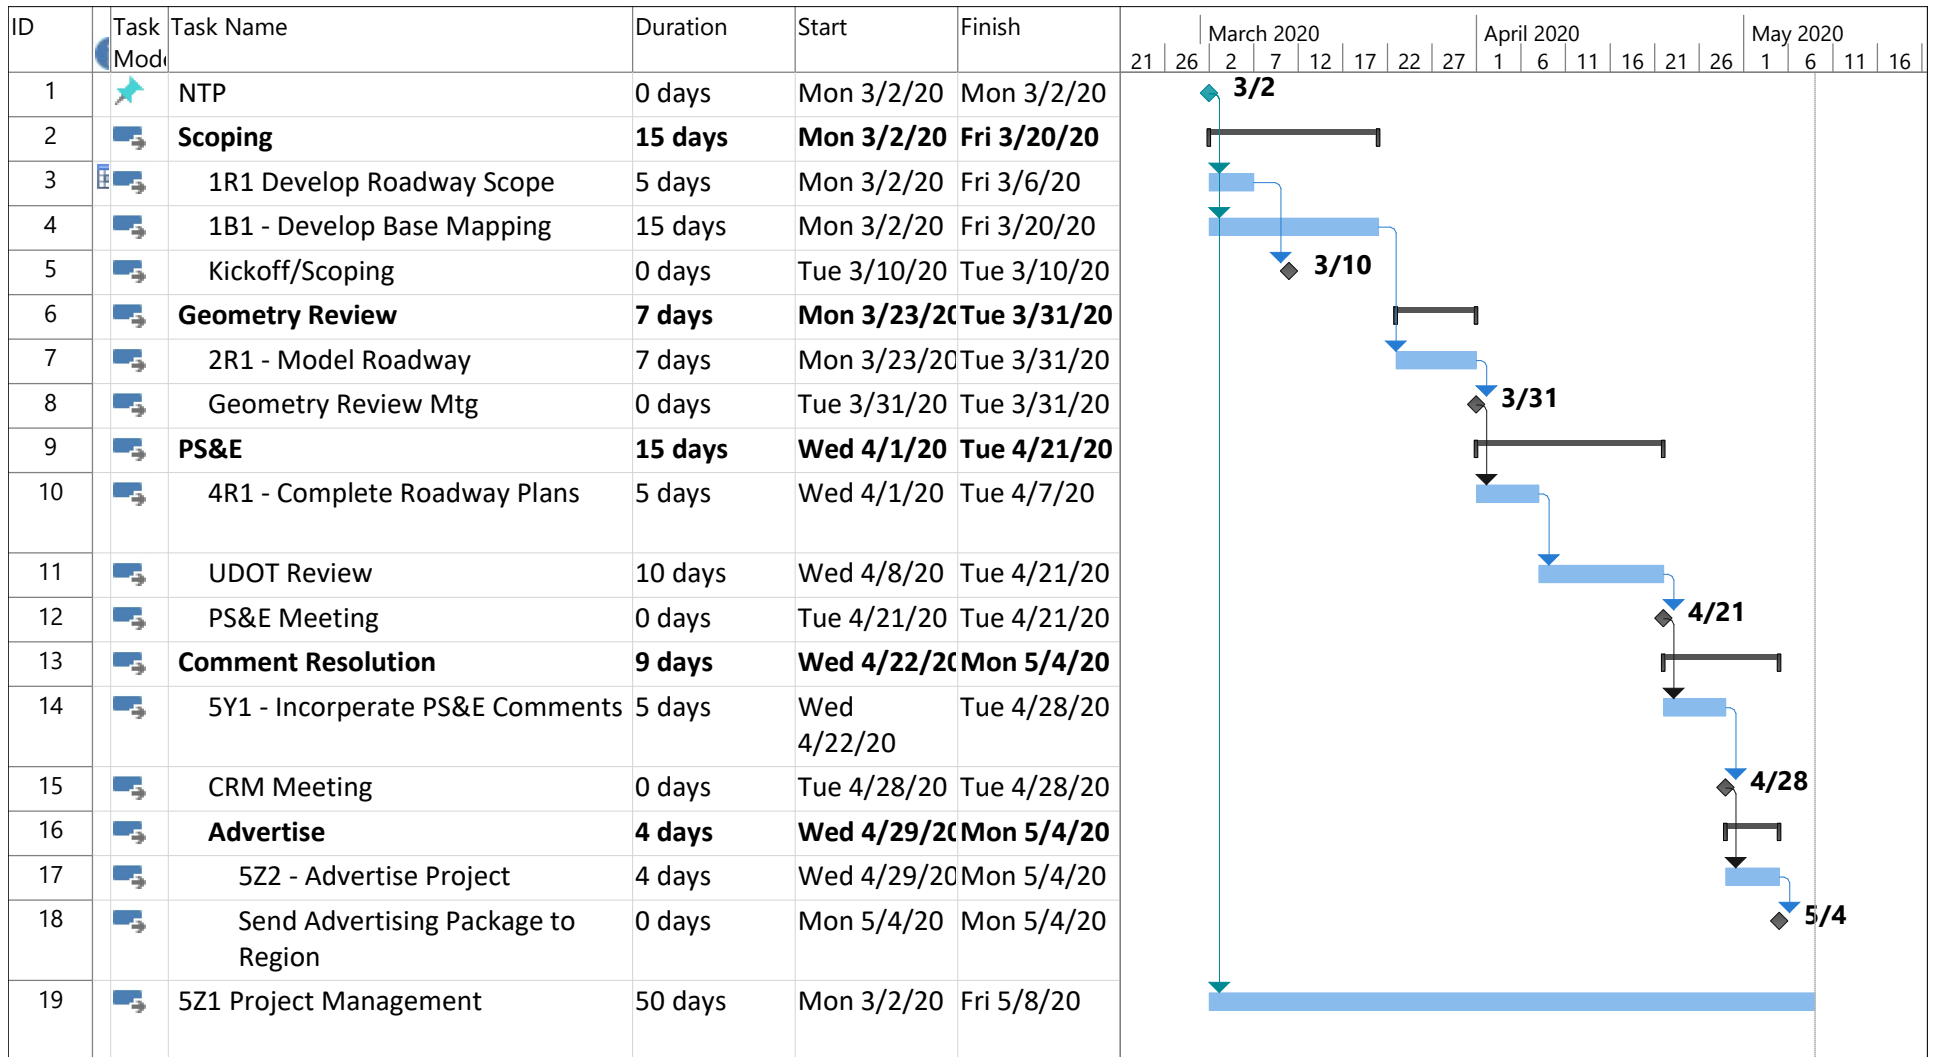 ID Task Mode Task Name Duration Start Finish
March 2020 April 2020 May 2020
21 26 2 7 12 17 22 27 1 6 11 16 21 26 1 6 11 16
1 NTP 0 days Mon 3/2/20 Mon 3/2/20 3/2
2 Scoping 15 days Mon 3/2/20 Fri 3/20/20
3 1R1 Develop Roadway Scope 5 days Mon 3/2/20 Fri 3/6/20
4 1B1 - Develop Base Mapping 15 days Mon 3/2/20 Fri 3/20/20
5 Kickoff/Scoping 0 days Tue 3/10/20 Tue 3/10/20 3/10
6 Geometry Review 7 days Mon 3/23/20 Tue 3/31/20
7 2R1 - Model Roadway 7 days Mon 3/23/20 Tue 3/31/20
8 Geometry Review Mtg 0 days Tue 3/31/20 Tue 3/31/20 3/31
9 PS&E 15 days Wed 4/1/20 Tue 4/21/20
10 4R1 - Complete Roadway Plans 5 days Wed 4/1/20 Tue 4/7/20
11 UDOT Review 10 days Wed 4/8/20 Tue 4/21/20
12 PS&E Meeting 0 days Tue 4/21/20 Tue 4/21/20 4/21
13 Comment Resolution 9 days Wed 4/22/20 Mon 5/4/20
14 5Y1 - Incorperate PS&E Comments 5 days Wed Tue 4/28/20
4/22/20
15 CRM Meeting 0 days Tue 4/28/20 Tue 4/28/20 4/28
16 Advertise 4 days Wed 4/29/20 Mon 5/4/20
17 5Z2 - Advertise Project 4 days Wed 4/29/20 Mon 5/4/20
18 Send Advertising Package to 0 days Mon 5/4/20 Mon 5/4/20 5/4
Region
19 5Z1 Project Management 50 days Mon 3/2/20 Fri 5/8/20